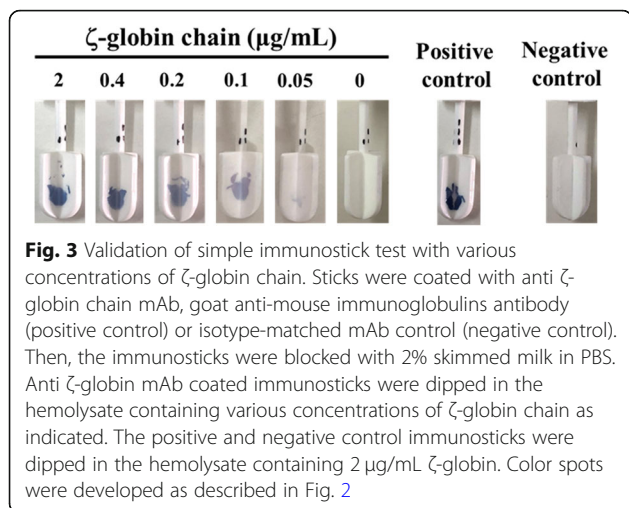 ζ-globin chain (µg/mL)
Positive control
Negative control
2 0.4 0.2 0.1 0.05 0
Fig. 3 Validation of simple immunostick test with various
concentrations of ζ-globin chain. Sticks were coated with anti ζ-
globin chain mAb, goat anti-mouse immunoglobulins antibody
(positive control) or isotype-matched mAb control (negative control).
Then, the immunosticks were blocked with 2% skimmed milk in PBS.
Anti ζ-globin mAb coated immunosticks were dipped in the
hemolysate containing various concentrations of ζ-globin chain as
indicated. The positive and negative control immunosticks were
dipped in the hemolysate containing 2 µg/mL ζ-globin. Color spots
were developed as described in Fig. 2